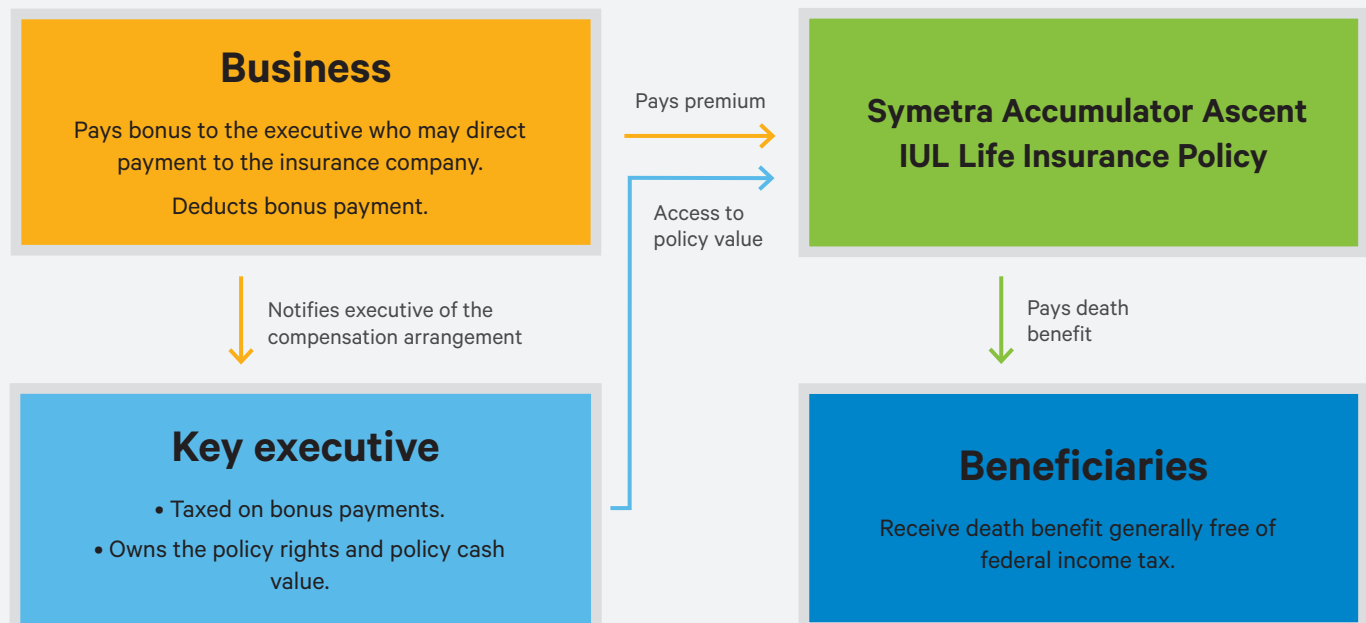 Business
Pays bonus to the executive who may direct
payment to the insurance company.
Deducts bonus payment.
Pays premium
Access to
policy value
Symetra Accumulator Ascent
IUL Life Insurance Policy
Notifies executive of the
compensation arrangement
Pays death
benefit
Key executive
• Taxed on bonus payments.
• Owns the policy rights and policy cash
value.
Beneficiaries
Receive death benefit generally free of
federal income tax.